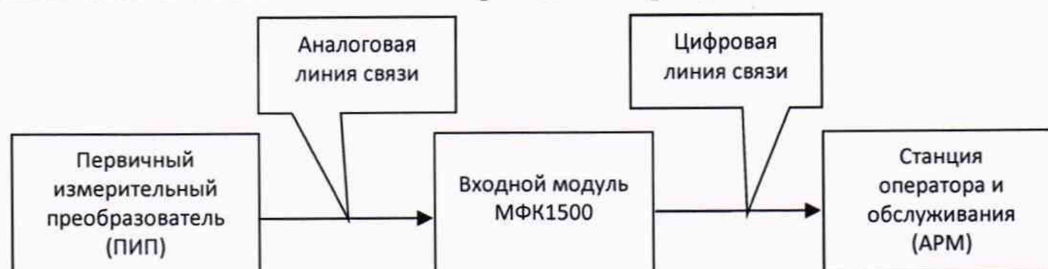 Аналоговая
линия связи
Цифровая
линия связи
Первичный
измерительный
преобразователь
(ПИП)
Входной модуль
МФК1500
Станция
оператора и
обслуживания
(АРМ)